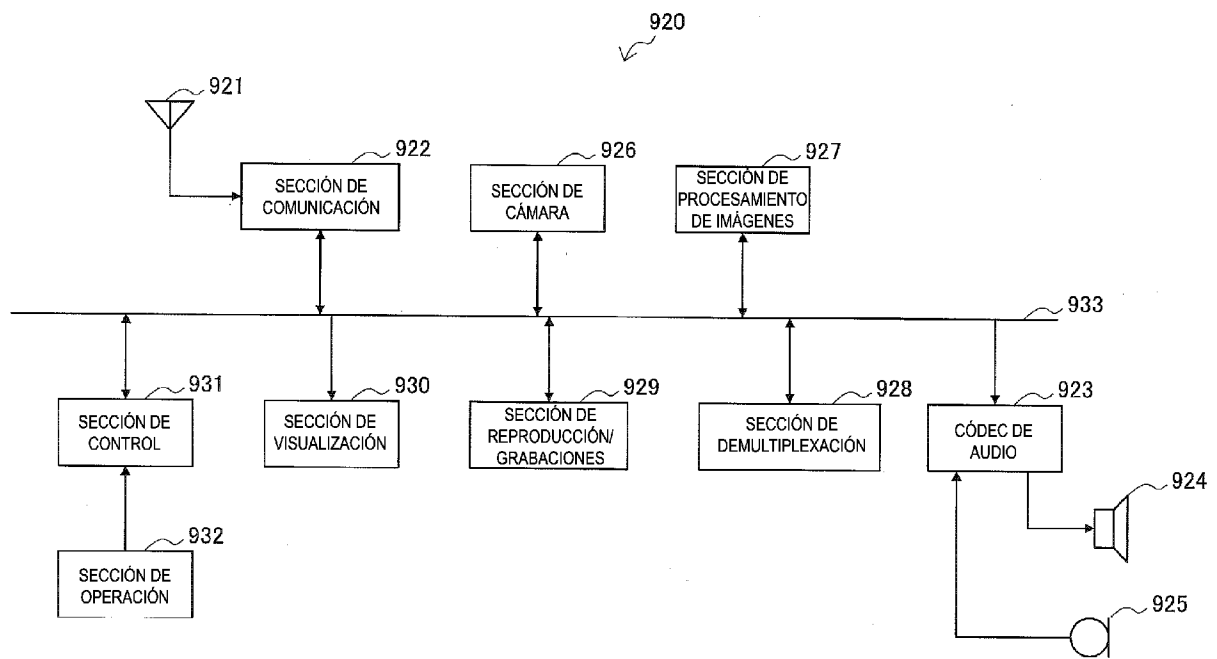 920
921
922
SECCIÓN DE
COMUNICACIÓN
926
SECCIÓN DE
CÁMARA
927
SECCIÓN DE
PROCESAMIENTO
DE IMÁGENES
933
931
SECCIÓN DE
CONTROL
930
SECCIÓN DE
VISUALIZACIÓN
929
SECCIÓN DE
REPRODUCCIÓN/
GRABACIONES
928
SECCIÓN DE
DEMULTIPLEXACIÓN
923
CÓDEC DE
AUDIO
924
932
SECCIÓN DE
OPERACIÓN
925